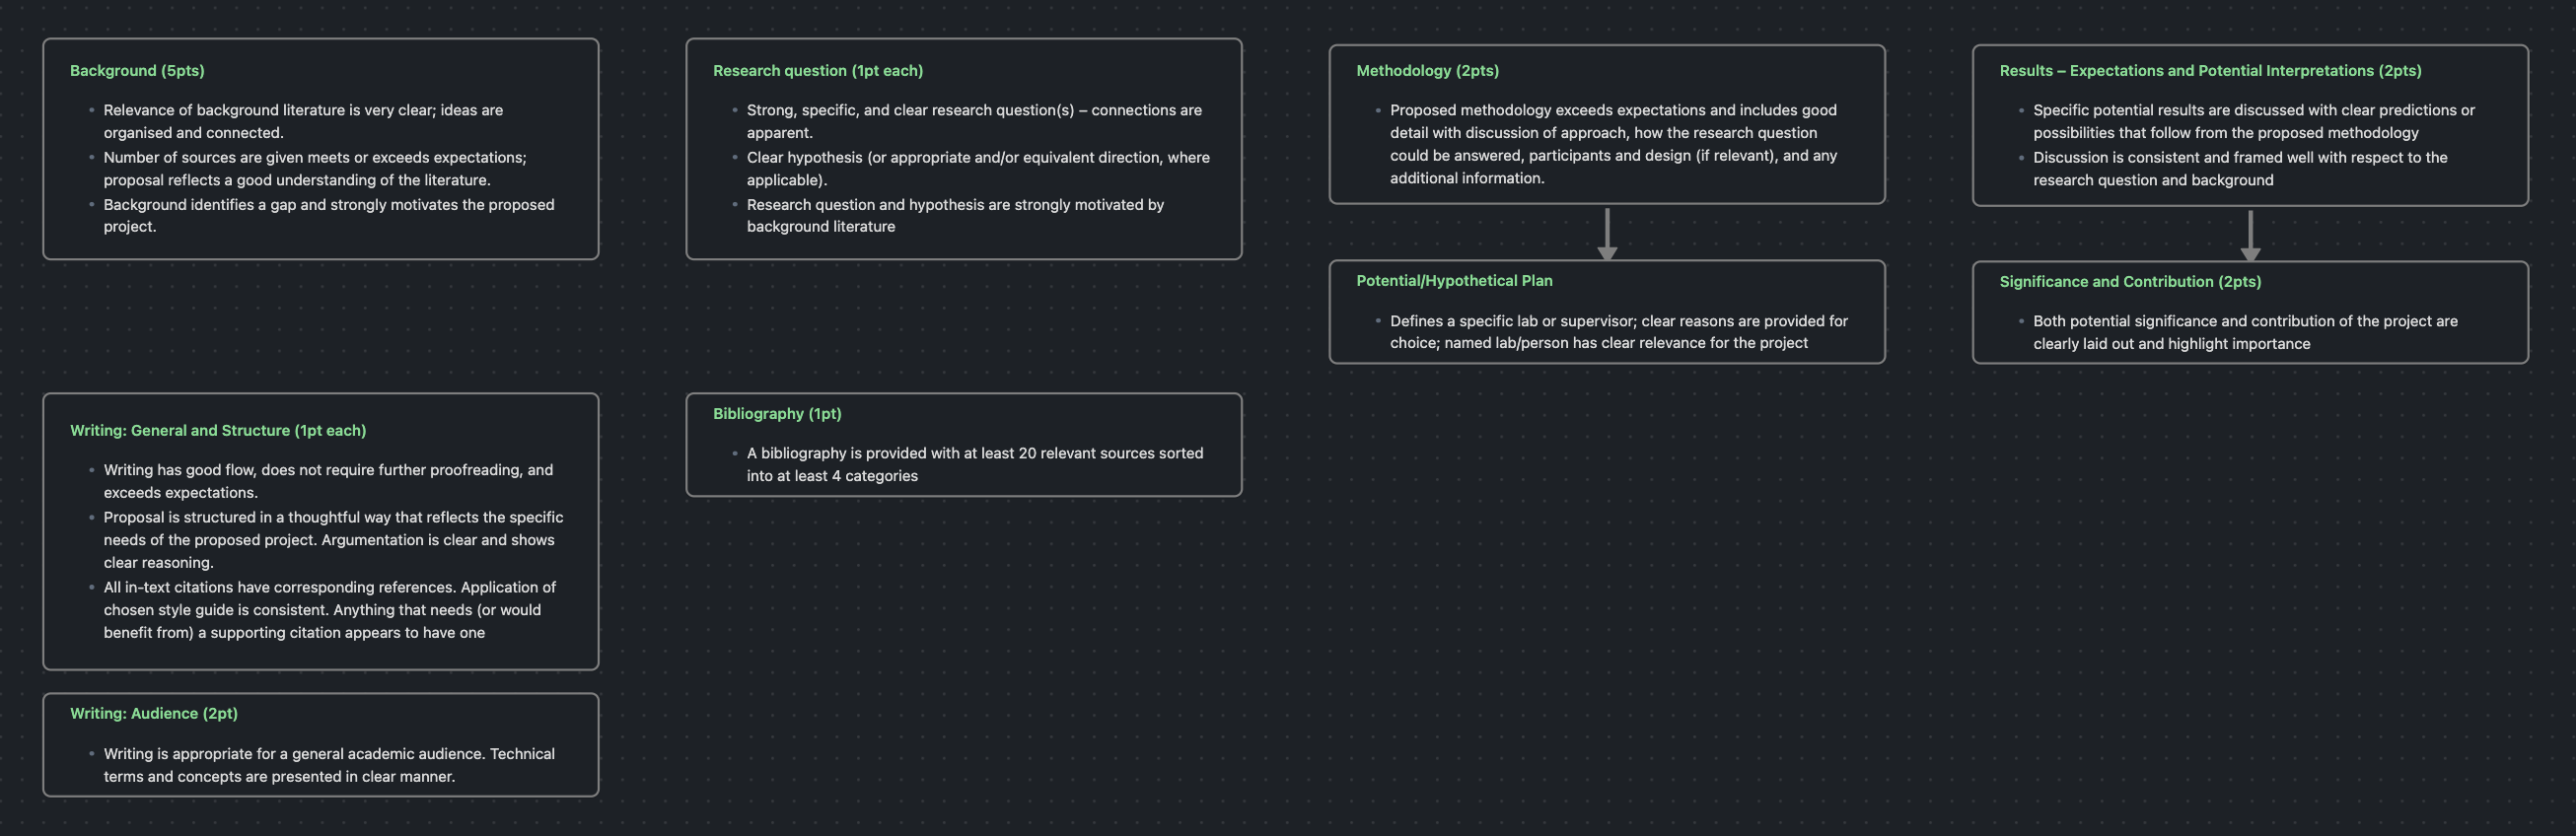 Background (5pts)
• Relevance of background literature is very clear; ideas are
organised and connected.
• Number of sources are given meets or exceeds expectations;
proposal reflects a good understanding of the literature.
• Background identifies a gap and strongly motivates the proposed
project.
Research question (1pt each)
• Strong, specific, and clear research question(s) – connections are
apparent.
• Clear hypothesis (or appropriate and/or equivalent direction, where
applicable).
• Research question and hypothesis are strongly motivated by
background literature
Methodology (2pts)
• Proposed methodology exceeds expectations and includes good
detail with discussion of approach, how the research question
could be answered, participants and design (if relevant), and any
additional information.
Potential/Hypothetical Plan
• Defines a specific lab or supervisor; clear reasons are provided for
choice; named lab/person has clear relevance for the project
Results – Expectations and Potential Interpretations (2pts)
• Specific potential results are discussed with clear predictions or
possibilities that follow from the proposed methodology
• Discussion is consistent and framed well with respect to the
research question and background
Significance and Contribution (2pts)
• Both potential significance and contribution of the project are
clearly laid out and highlight importance
Writing: General and Structure (1pt each)
• Writing has good flow, does not require further proofreading, and
exceeds expectations.
• Proposal is structured in a thoughtful way that reflects the specific
needs of the proposed project. Argumentation is clear and shows
clear reasoning.
• All in-text citations have corresponding references. Application of
chosen style guide is consistent. Anything that needs (or would
benefit from) a supporting citation appears to have one
Bibliography (1pt)
• A bibliography is provided with at least 20 relevant sources sorted
into at least 4 categories
Writing: Audience (2pt)
• Writing is appropriate for a general academic audience. Technical
terms and concepts are presented in clear manner.